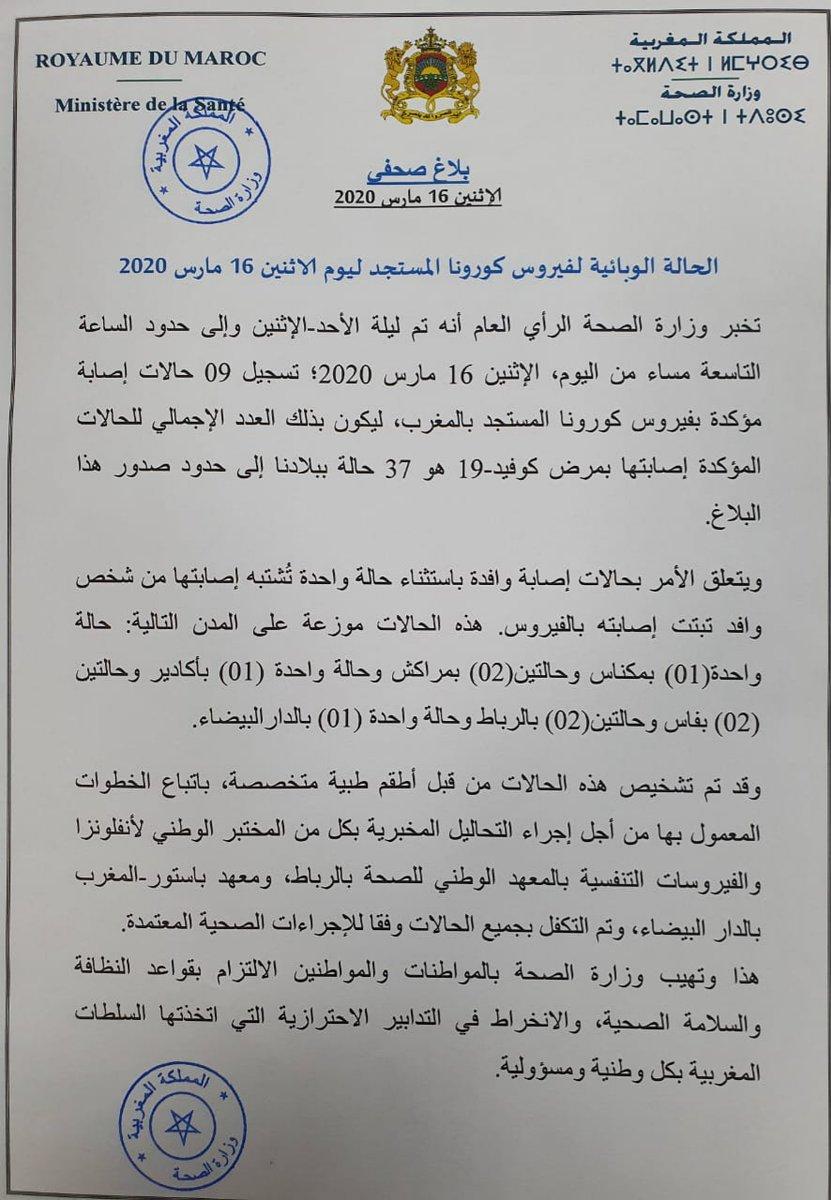 ROYAUME DU MAROC
Ministère de la Santé
المملكة المغربية
ⵜⴰⴳⵍⴷⵉⵜ ⵏ ⵍⵎⵖⵔⵉⴱ
وزارة الصحة
ⵜⴰⵎⴰⵡⴰⵙⵜ ⵏ ⵜⴷⵓⵙⵉ
المملكة المغربية
وزارة الصحة
بلاغ صحفي
الإثنين 16 مارس 2020
الحالة الوبائية لفيروس كورونا المستجد ليوم الاثنين 16 مارس 2020
تخبر وزارة الصحة الرأي العام أنه تم ليلة الأحد-الإثنين وإلى حدود الساعة
التاسعة مساء من اليوم، الإثنين 16 مارس 2020؛ تسجيل 09 حالات إصابة
مؤكدة بفيروس كورونا المستجد بالمغرب، ليكون بذلك العدد الإجمالي للحالات
المؤكدة إصابتها بمرض كوفيد-19 هو 37 حالة ببلادنا إلى حدود صدور هذا
البلاغ.
ويتعلق الأمر بحالات إصابة وافدة باستثناء حالة واحدة تُشتبه إصابتها من شخص
وافد تبتت إصابته بالفيروس. هذه الحالات موزعة على المدن التالية: حالة
واحدة(01) بمكناس وحالتين(02) بمراكش وحالة واحدة (01) بأكادير وحالتين
(02) بفاس وحالتين(02) بالرباط وحالة واحدة (01) بالدارالبيضاء.
وقد تم تشخيص هذه الحالات من قبل أطقم طبية متخصصة، باتباع الخطوات
المعمول بها من أجل إجراء التحاليل المخبرية بكل من المختبر الوطني لأنفلونزا
والفيروسات التنفسية بالمعهد الوطني للصحة بالرباط، ومعهد باستور-المغرب
بالدار البيضاء، وتم التكفل بجميع الحالات وفقا للإجراءات الصحية المعتمدة.
هذا وتهيب وزارة الصحة بالمواطنات والمواطنين الالتزام بقواعد النظافة
والسلامة الصحية، والانخراط في التدابير الاحترازية التي اتخذتها السلطات
المغربية بكل وطنية ومسؤولية.
المملكة المغربية
وزارة الصحة